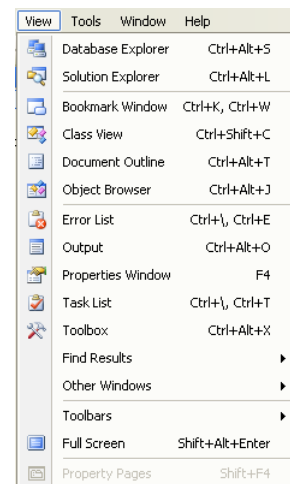 View Tools Window Help
Database Explorer Ctrl+Alt+S
Solution Explorer Ctrl+Alt+L
Bookmark Window Ctrl+K, Ctrl+W
Class View Ctrl+Shift+C
Document Outline Ctrl+Alt+T
Object Browser Ctrl+Alt+J
Error List Ctrl+\, Ctrl+E
Output Ctrl+Alt+O
Properties Window F4
Task List Ctrl+\, Ctrl+T
Toolbox Ctrl+Alt+X
Find Results
Other Windows
Toolbars
Full Screen Shift+Alt+Enter
Property Pages Shift+F4